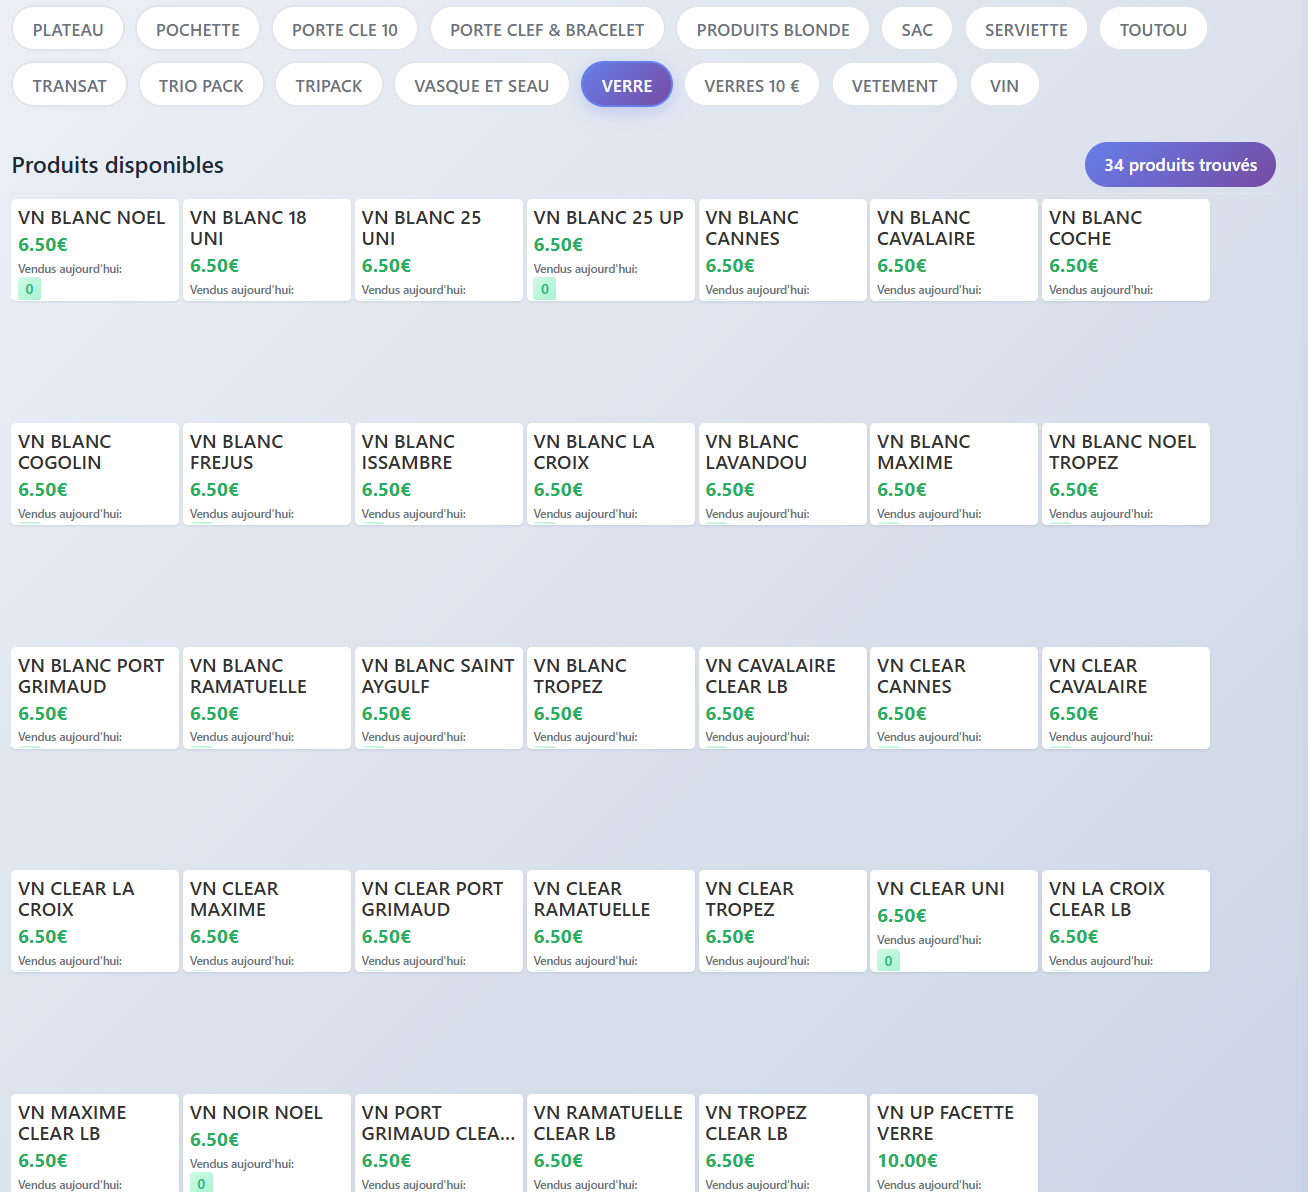 PLATEAU POCHETTE PORTE CLE 10 PORTE CLEF & BRACELET PRODUITS BLONDE SAC SERVIETTE TOUTOU
TRANSAT TRIO PACK TRIPACK VASQUE ET SEAU VERRE VERRES 10 € VETEMENT VIN
Produits disponibles
34 produits trouvés
VN BLANC NOEL
6.50€
Vendus aujourd'hui:
0
VN BLANC 18
UNI
6.50€
Vendus aujourd'hui:
VN BLANC 25
UNI
6.50€
Vendus aujourd'hui:
VN BLANC 25 UP
6.50€
Vendus aujourd'hui:
0
VN BLANC
CANNES
6.50€
Vendus aujourd'hui:
VN BLANC
CAVALAIRE
6.50€
Vendus aujourd'hui:
VN BLANC
COCHE
6.50€
Vendus aujourd'hui:
VN BLANC
COGOLIN
6.50€
Vendus aujourd'hui:
VN BLANC
FREJUS
6.50€
Vendus aujourd'hui:
VN BLANC
ISSAMBRE
6.50€
Vendus aujourd'hui:
VN BLANC LA
CROIX
6.50€
Vendus aujourd'hui:
VN BLANC
LAVANDOU
6.50€
Vendus aujourd'hui:
VN BLANC
MAXIME
6.50€
Vendus aujourd'hui:
VN BLANC NOEL
TROPEZ
6.50€
Vendus aujourd'hui:
VN BLANC PORT
GRIMAUD
6.50€
Vendus aujourd'hui:
VN BLANC
RAMATUELLE
6.50€
Vendus aujourd'hui:
VN BLANC SAINT
AYGULF
6.50€
Vendus aujourd'hui:
VN BLANC
TROPEZ
6.50€
Vendus aujourd'hui:
VN CAVALAIRE
CLEAR LB
6.50€
Vendus aujourd'hui:
VN CLEAR
CANNES
6.50€
Vendus aujourd'hui:
VN CLEAR
CAVALAIRE
6.50€
Vendus aujourd'hui:
VN CLEAR LA
CROIX
6.50€
Vendus aujourd'hui:
VN CLEAR
MAXIME
6.50€
Vendus aujourd'hui:
VN CLEAR PORT
GRIMAUD
6.50€
Vendus aujourd'hui:
VN CLEAR
RAMATUELLE
6.50€
Vendus aujourd'hui:
VN CLEAR
TROPEZ
6.50€
Vendus aujourd'hui:
VN CLEAR UNI
6.50€
Vendus aujourd'hui:
0
VN LA CROIX
CLEAR LB
6.50€
Vendus aujourd'hui:
VN MAXIME
CLEAR LB
6.50€
Vendus aujourd'hui:
VN NOIR NOEL
6.50€
Vendus aujourd'hui:
0
VN PORT
GRIMAUD CLEA...
6.50€
Vendus aujourd'hui:
VN RAMATUELLE
CLEAR LB
6.50€
Vendus aujourd'hui:
VN TROPEZ
CLEAR LB
6.50€
Vendus aujourd'hui:
VN UP FACETTE
VERRE
10.00€
Vendus aujourd'hui: